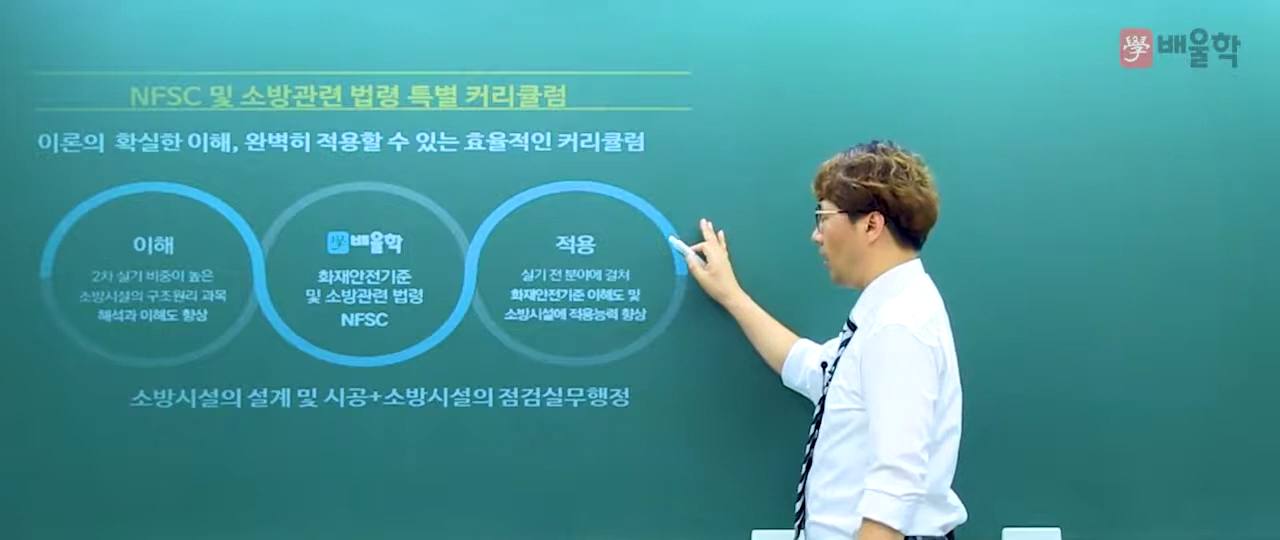 學 배울학
NFSC 및 소방관련 법령 특별 커리큘럼
이론의 확실한 이해, 완벽히 적용할 수 있는 효율적인 커리큘럼
이해
2차 실기 비중이 높은
소방시설의 구조원리 과목
해석과 이해도 향상
學 배울학
화재안전기준
및 소방관련 법령
NFSC
적용
실기 전 분야에 걸쳐
화재안전기준 이해도 및
소방시설에 적용능력 향상
소방시설의 설계 및 시공+소방시설의 점검실무행정